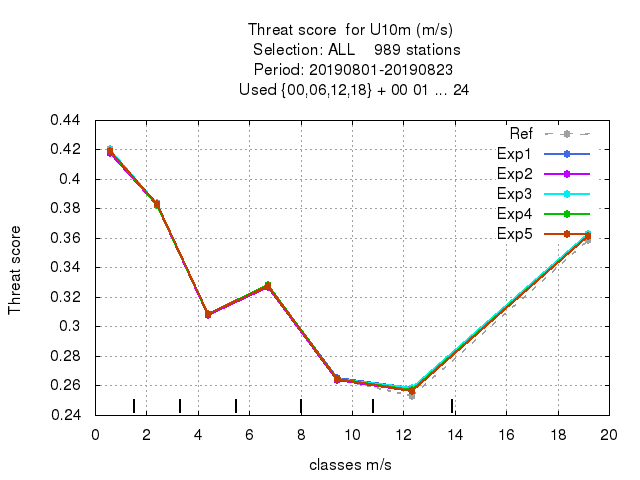 Threat score  for U10m (m/s)
Selection: ALL    989 stations
Period: 20190801-20190823
Used {00,06,12,18} + 00 01 ... 24
Threat score
0.44
0.42
0.4
0.38
0.36
0.34
0.32
0.3
0.28
0.26
0.24
Ref
Exp1
Exp2
Exp3
Exp4
Exp5
0 2 4 6 8 10 12 14 16 18 20
classes m/s